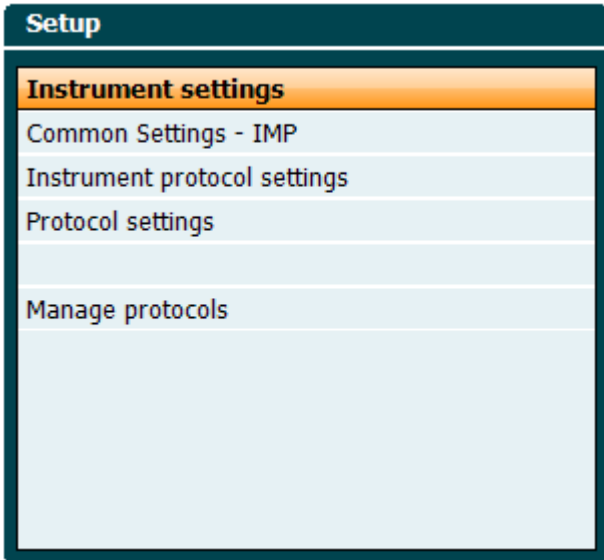 Setup
Instrument settings
Common Settings - IMP
Instrument protocol settings
Protocol settings
Manage protocols